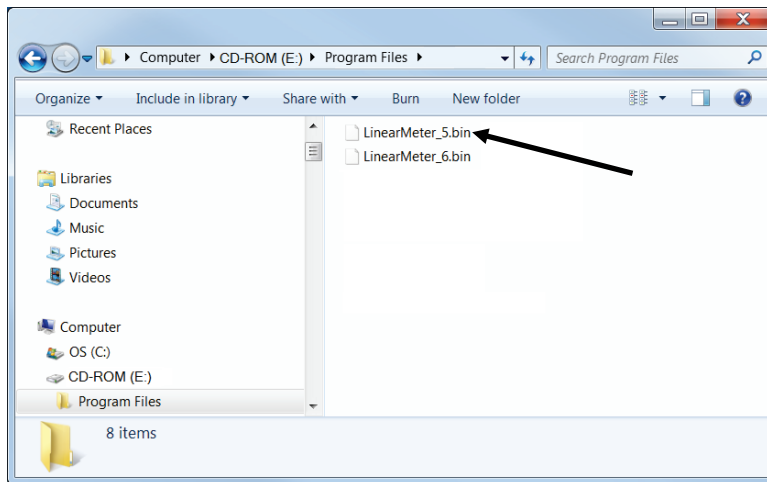 Computer CD-ROM (E:) Program Files Search Program Files
Organize Include in library Share with Burn New folder
Recent Places
Libraries
Documents
Music
Pictures
Videos
Computer
OS (C:)
CD-ROM (E:)
Program Files
LinearMeter_5.bin
LinearMeter_6.bin
8 items